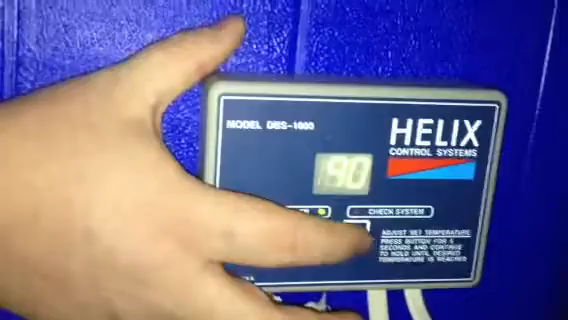 MODEL DBS-1000
HELIX
CONTROL SYSTEMS
90
CHECK SYSTEM
ADJUST SET TEMPERATURE
PRESS BUTTON FOR 5
SECONDS AND CONTINUE
TO HOLD UNTIL DESIRED
TEMPERATURE IS REACHED